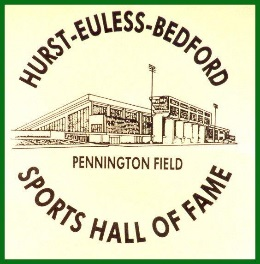 HURST-EULESS-BEDFORD
PENNINGTON FIELD
SPORTS HALL OF FAME